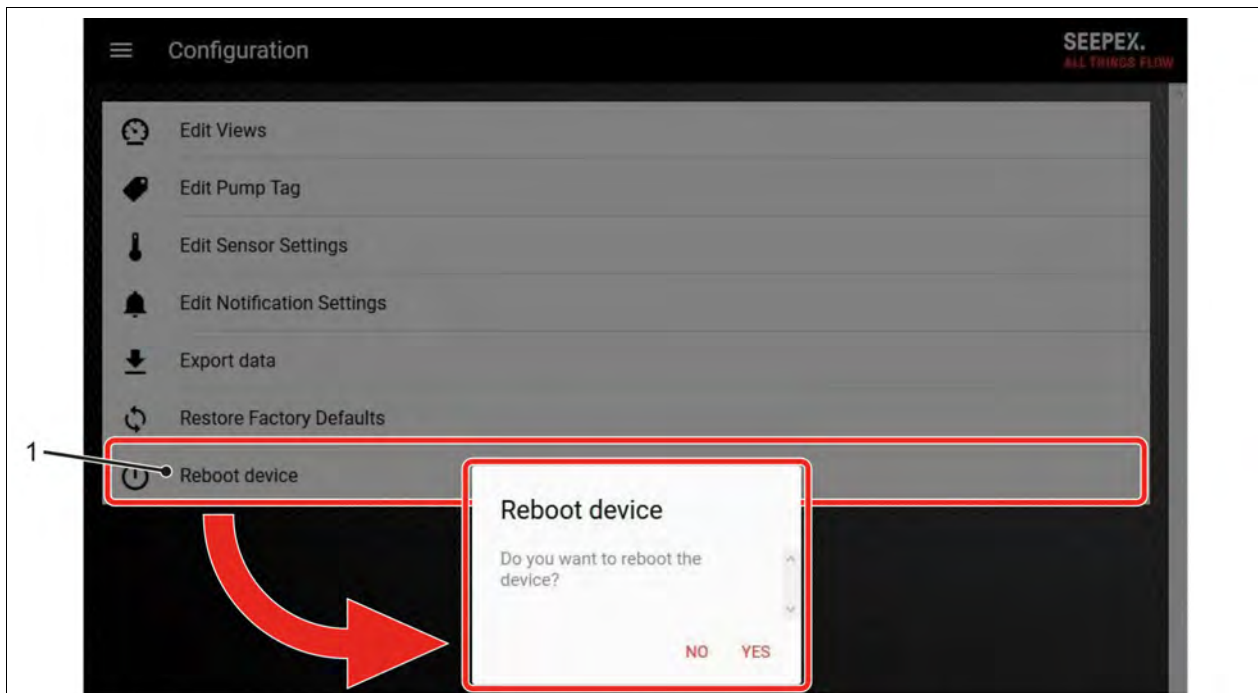 Configuration
SEEPEX.
ALL THINGS FLOW
Edit Views
Edit Pump Tag
Edit Sensor Settings
Edit Notification Settings
Export data
Restore Factory Defaults
1
Reboot device
Reboot device
Do you want to reboot the
device?
NO YES